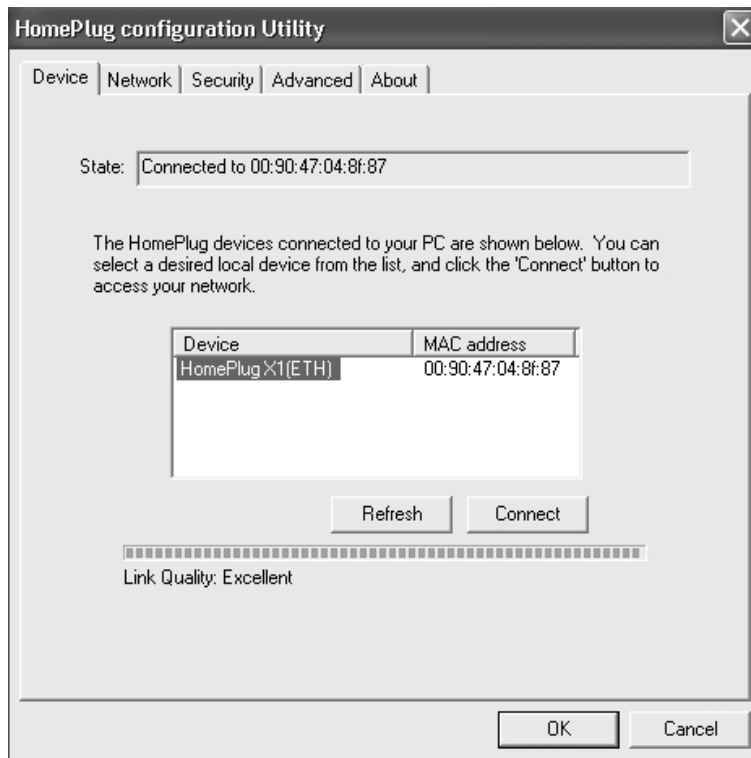 HomePlug configuration Utility
Device Network Security Advanced About
State: Connected to 00:90:47:04:8f:87
The HomePlug devices connected to your PC are shown below. You can
select a desired local device from the list, and click the 'Connect' button to
access your network.
Device MAC address
HomePlug X1(ETH) 00:90:47:04:8f:87
Refresh Connect
Link Quality: Excellent
OK Cancel